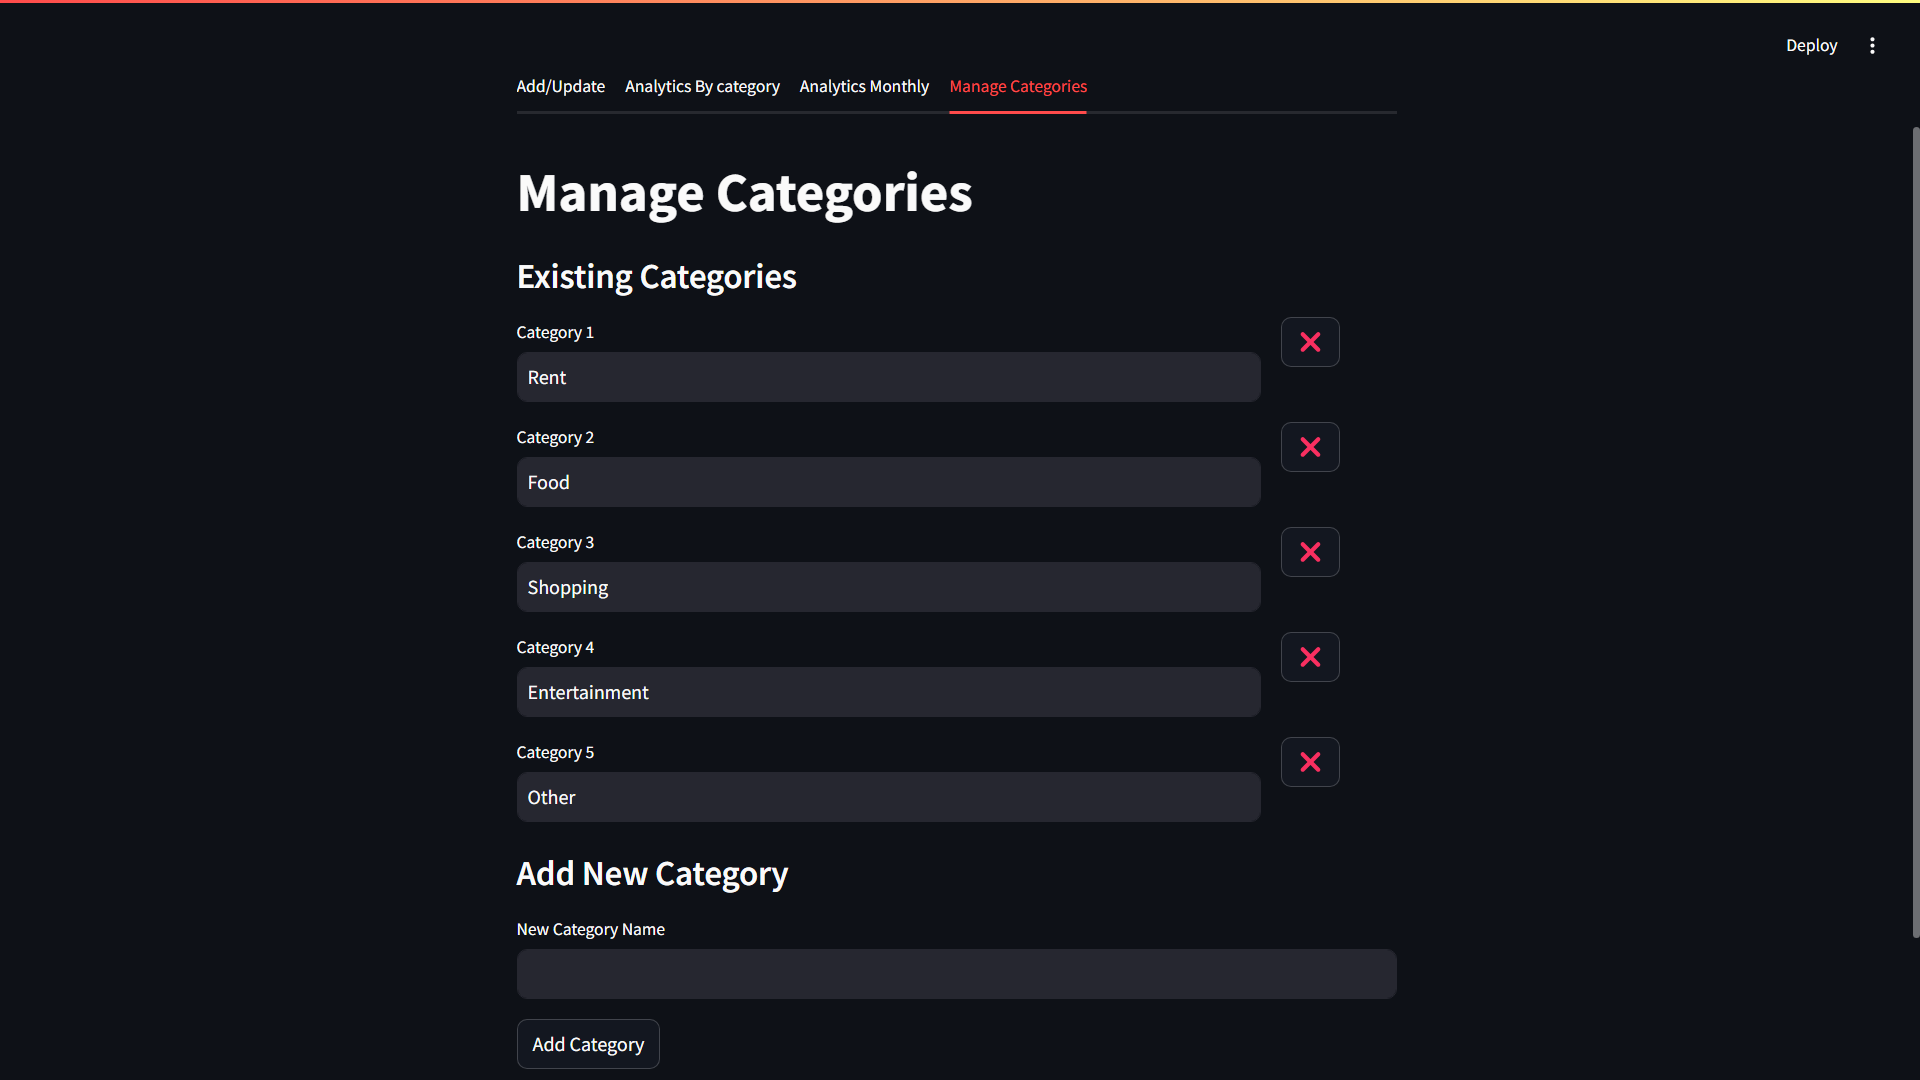 Deploy
Add/Update Analytics By category Analytics Monthly Manage Categories
Manage Categories
Existing Categories
Category 1
Rent
Category 2
Food
Category 3
Shopping
Category 4
Entertainment
Category 5
Other
Add New Category
New Category Name
Add Category